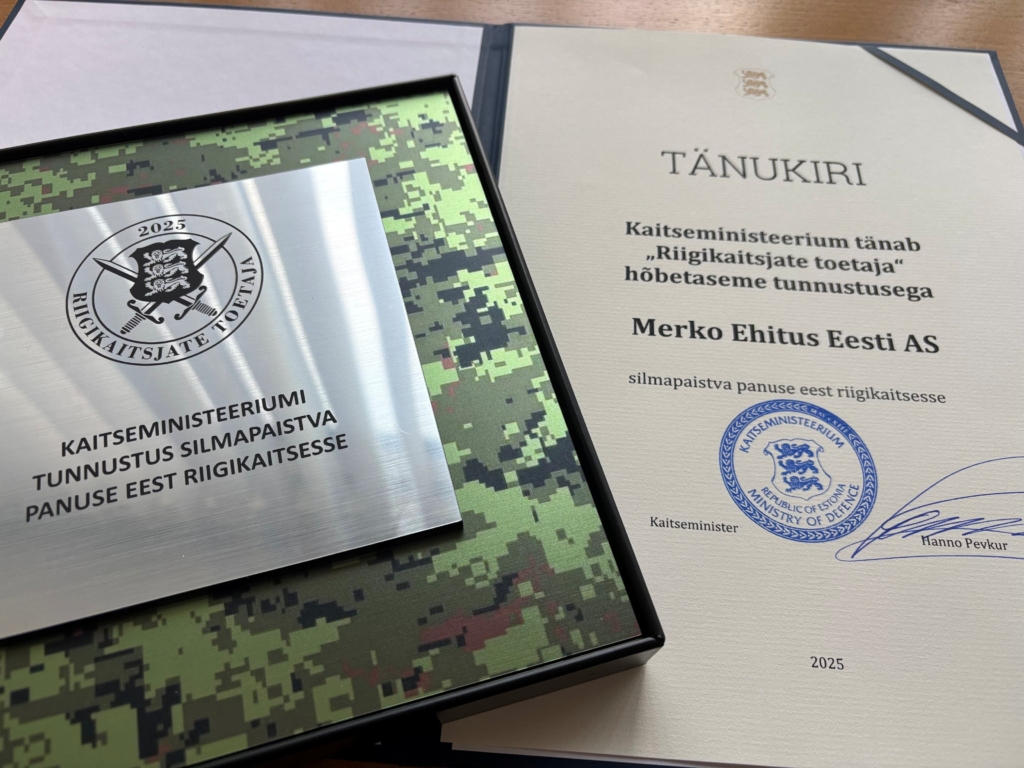 2025
RIIGIKAITSJATE TOETAJA
KAITSEMINISTEERIUMI
TUNNUSTUS SILMAPAISTVA
PANUSE EEST RIIGIKAITSESSE
TÄNUKIRI
Kaitseministeerium tänab
„Riigikaitsjate toetaja“
hõbetaseme tunnustusega
Merko Ehitus Eesti AS
silmapaistva panuse eest riigikaitsesse
KAITSEMINISTEERIUM
REPUBLIC OF ESTONIA
MINISTRY OF DEFENCE
Kaitseminister
Hanno Pevkur
2025